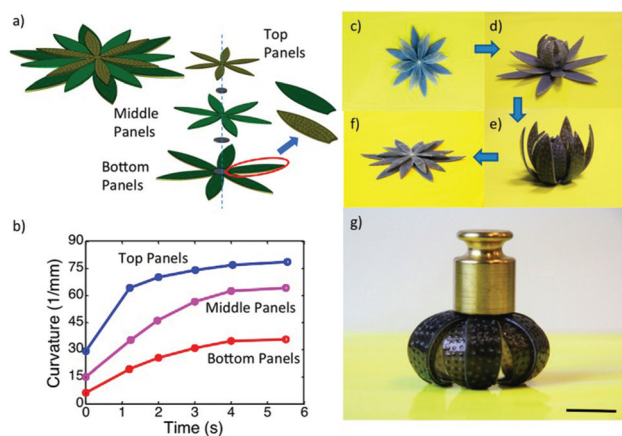 a)
Top
Panels
Middle
Panels
Bottom
Panels
b)
90
75
60
45
30
15
0
Curvature (1/mm)
Top Panels
Middle Panels
Bottom Panels
0 1 2 3 4 5 6
Time (s)
c)
d)
f)
e)
g)